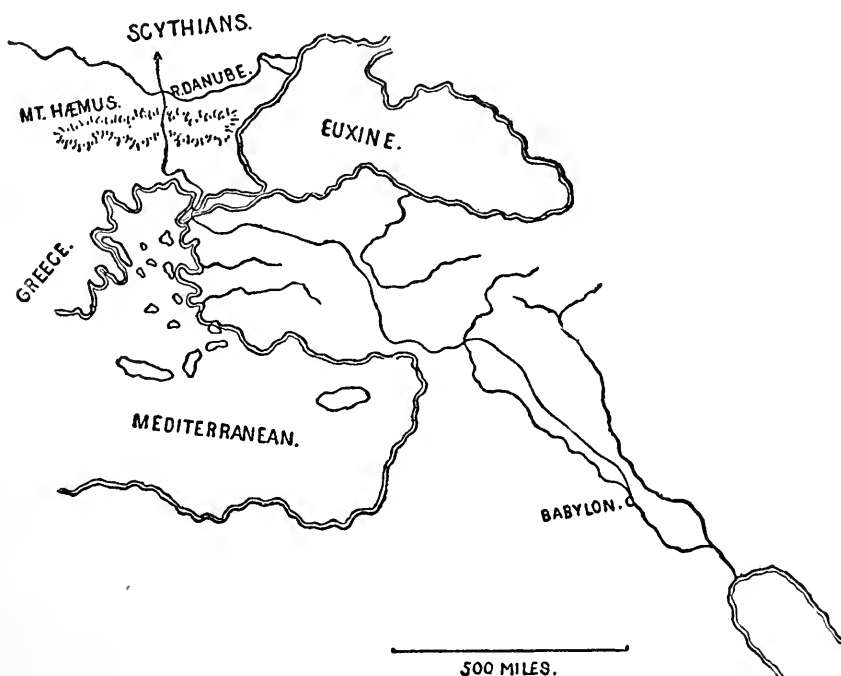 SCYTHIANS.
R. DANUBE.
MT. HÆMUS.
EUXINE.
GREECE.
MEDITERRANEAN.
BABYLON.
500 MILES.